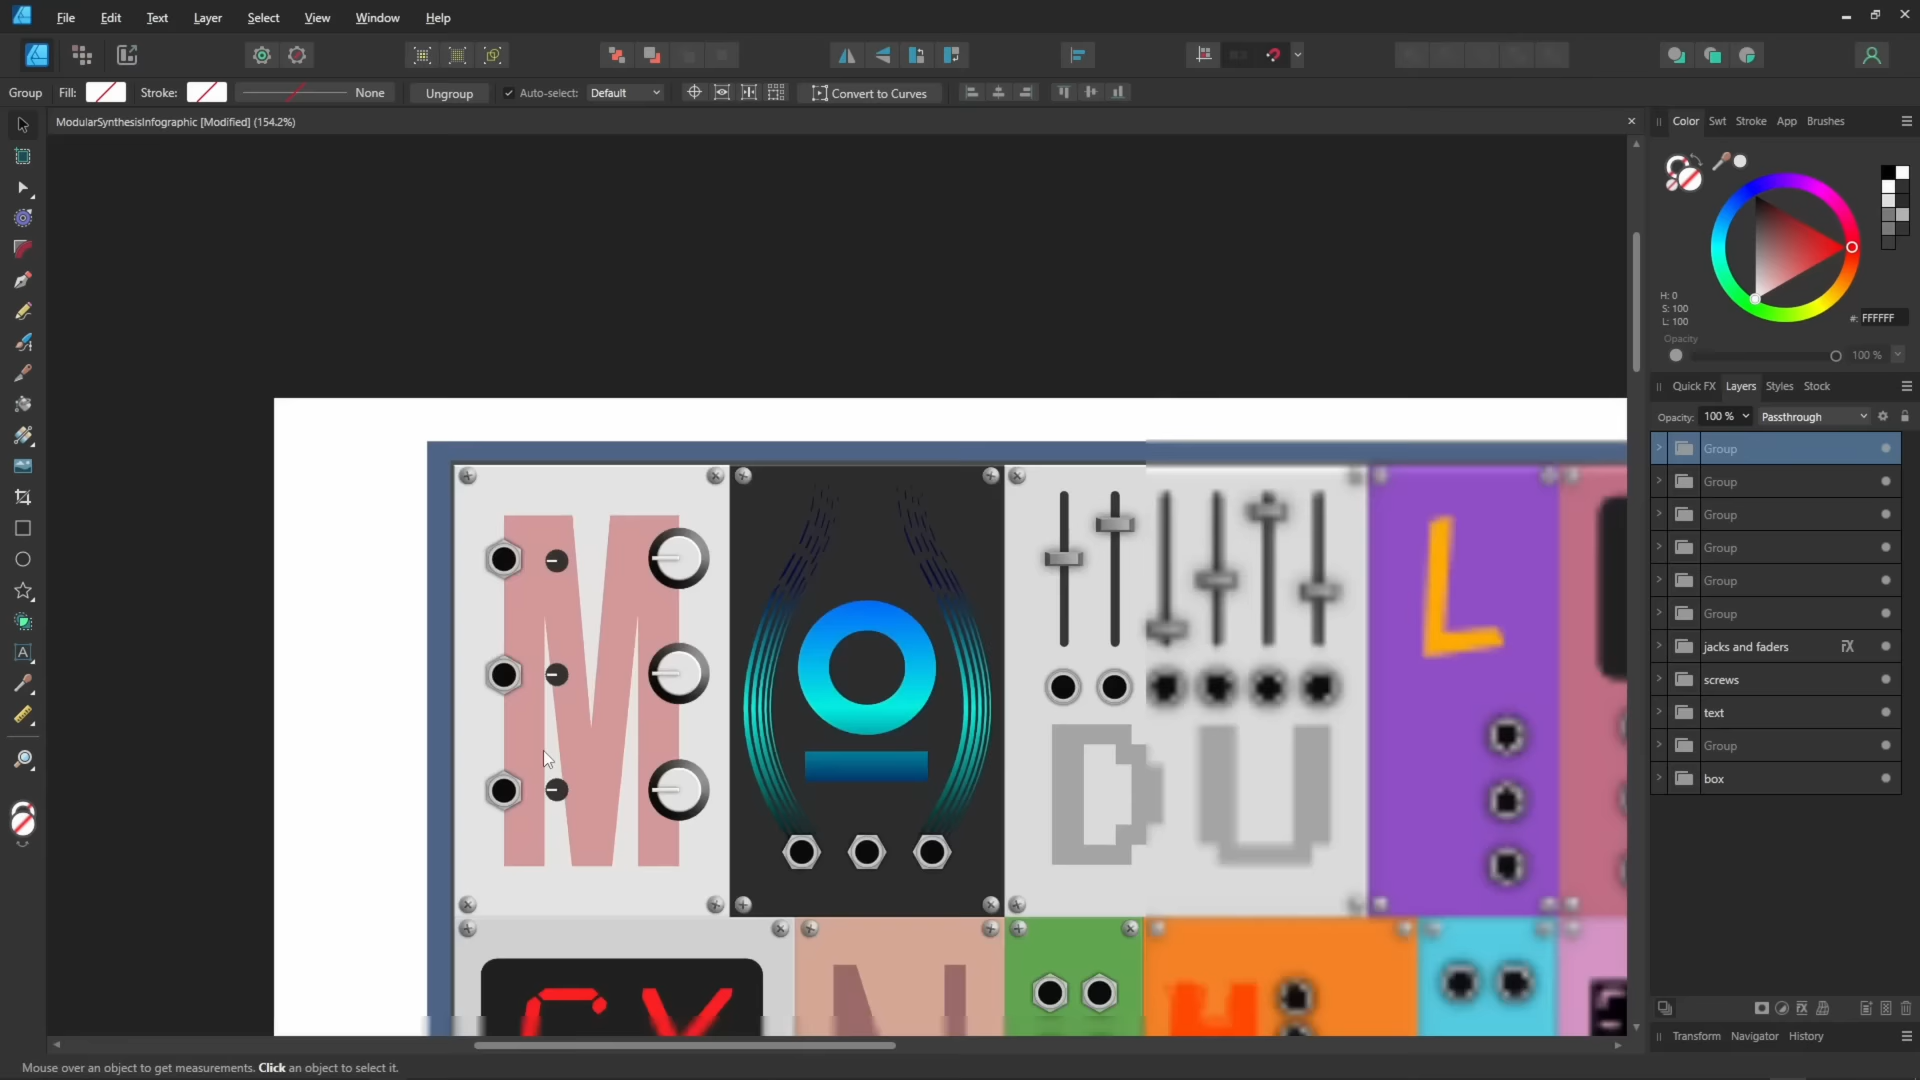 File Edit Text Layer Select View Window Help
Group Fill: Stroke: None Ungroup Auto-select: Default Convert to Curves
ModularSynthesisInfographic [Modified] (154.2%)
Color Swt Stroke App Brushes
H: 0
S: 100
L: 100
#: FFFFFF
Opacity
100 %
Quick FX Layers Styles Stock
Opacity: 100 % Passthrough
Group
Group
Group
Group
Group
Group
jacks and faders
screws
text
Group
box
M O D U L
C V N
Transform Navigator History
Mouse over an object to get measurements. Click an object to select it.